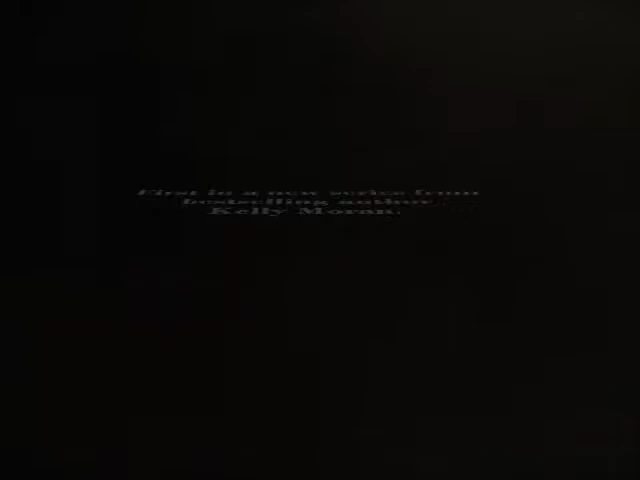 First in a new series from
bestselling author
Kelly Moran.